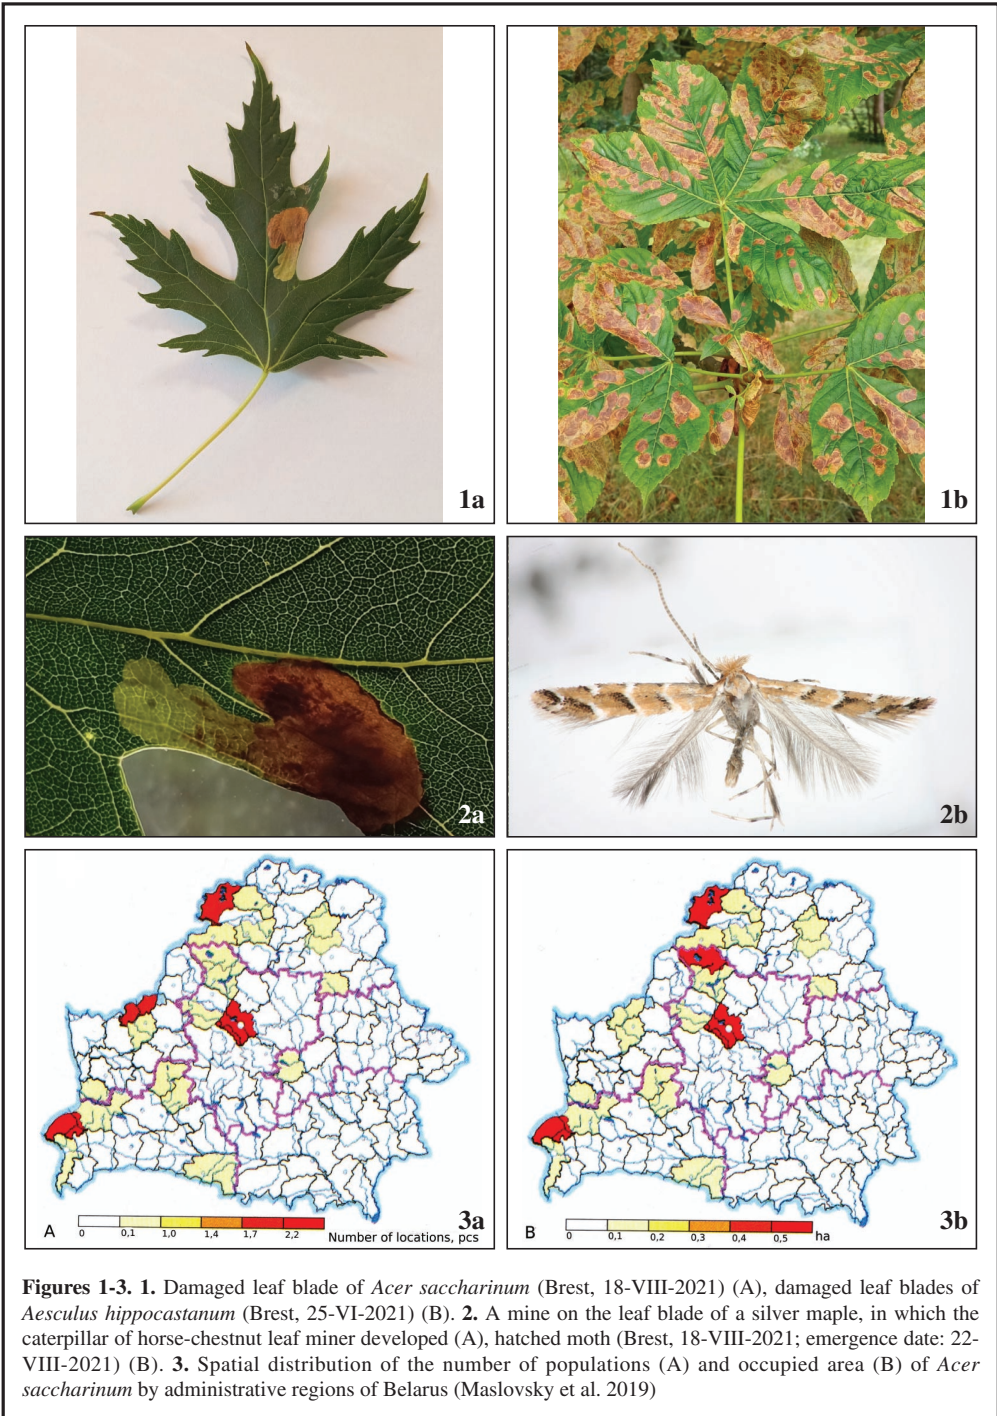 1a
1b
2a
2b
3a
3b
A
0
0,1
1,0
1,4
1,7
2,2
Number of locations, pcs
B
0
0,1
0,2
0,3
0,4
0,5
ha
Figures 1-3. 1. Damaged leaf blade of Acer saccharinum (Brest, 18-VIII-2021) (A), damaged leaf blades of
Aesculus hippocastanum (Brest, 25-VI-2021) (B). 2. A mine on the leaf blade of a silver maple, in which the
caterpillar of horse-chestnut leaf miner developed (A), hatched moth (Brest, 18-VIII-2021; emergence date: 22-
VIII-2021) (B). 3. Spatial distribution of the number of populations (A) and occupied area (B) of Acer
saccharinum by administrative regions of Belarus (Maslovsky et al. 2019)